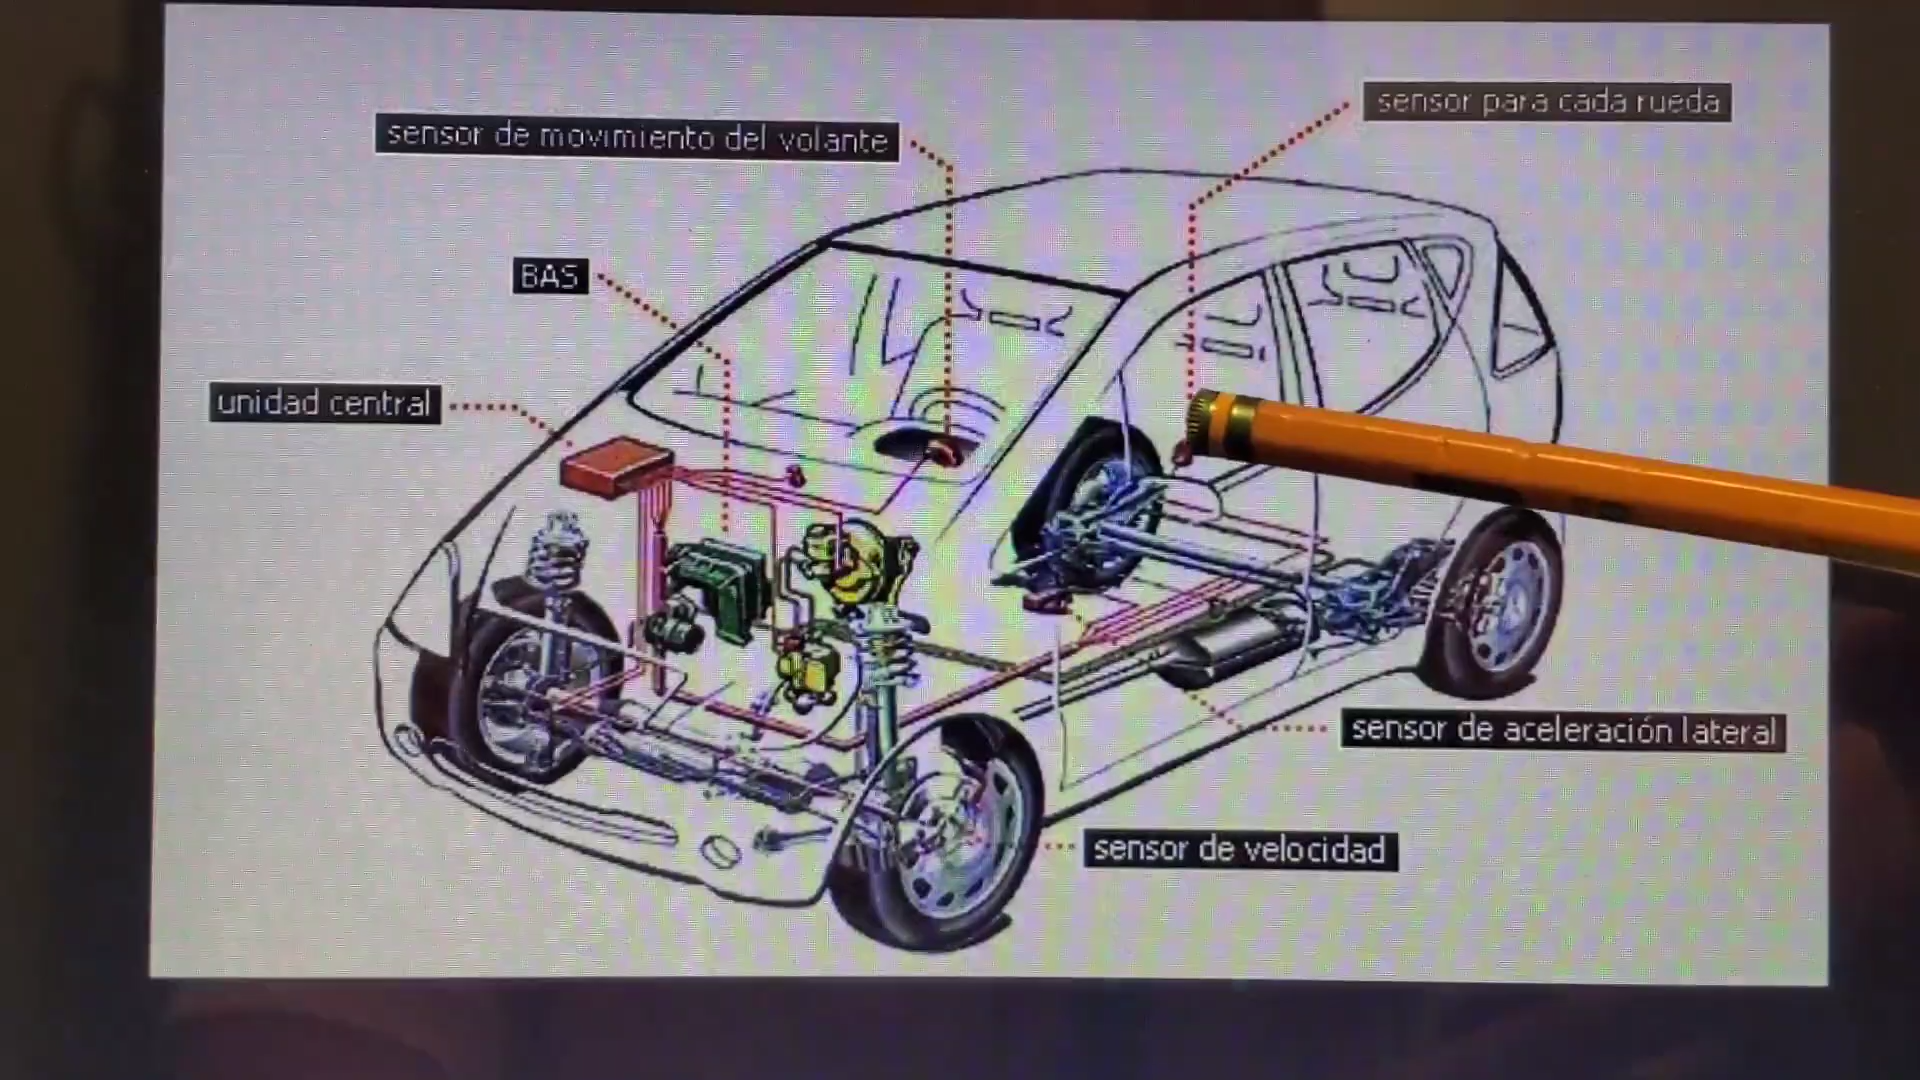 sensor para cada rueda
sensor de movimiento del volante
BAS
unidad central
sensor de aceleración lateral
sensor de velocidad